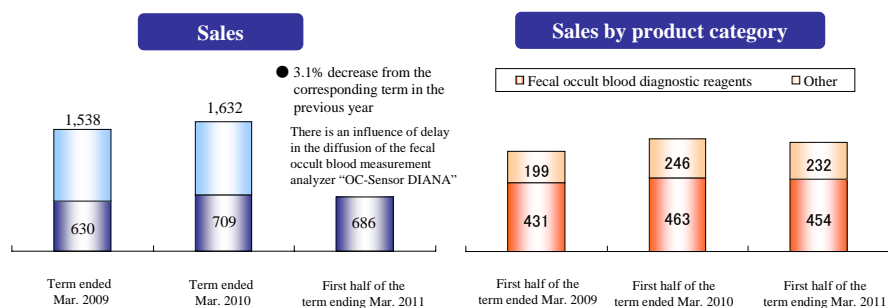 Sales
Sales by product category
● 3.1% decrease from the
corresponding term in the
previous year
There is an influence of delay
in the diffusion of the fecal
occult blood measurement
analyzer “OC-Sensor DIANA”
1,538
1,632
630
709
686
Term ended
Mar. 2009
Term ended
Mar. 2010
First half of the
term ending Mar. 2011
Fecal occult blood diagnostic reagents
Other
199
246
232
431
463
454
First half of the
term ended Mar. 2009
First half of the
term ended Mar. 2010
First half of the
term ending Mar. 2011